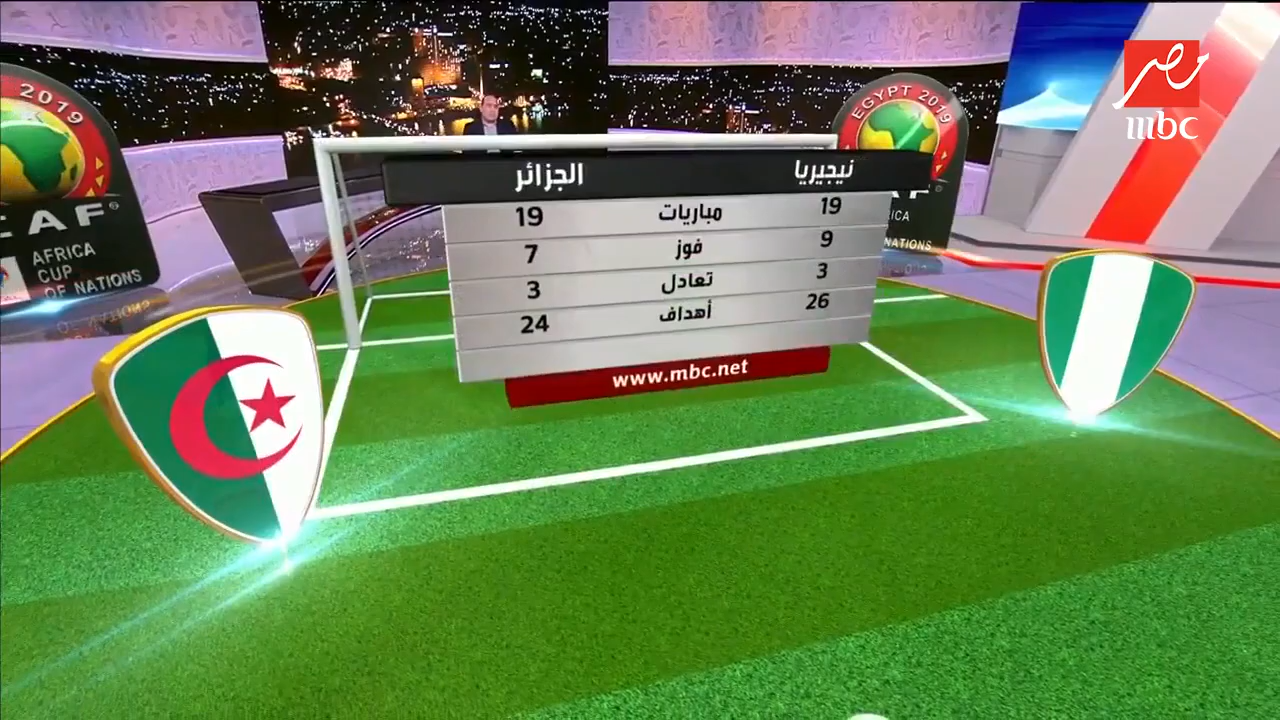 مصر
mbc
2019
CAF®
AFRICA
CUP
OF NATIONS
EGYPT 2019
نيجيريا الجزائر
19 مباريات 19
9 فوز 7
3 تعادل 3
26 أهداف 24
www.mbc.net